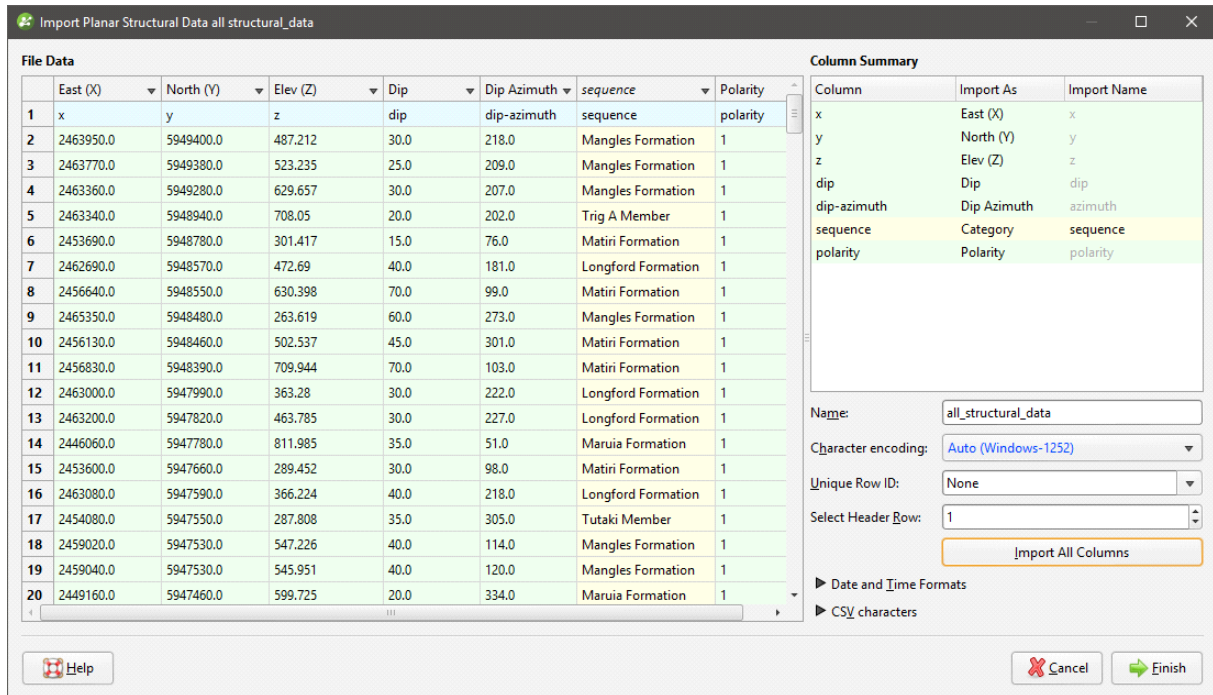 Import Planar Structural Data all structural_data
File Data
East (X) North (Y) Elev (Z) Dip Dip Azimuth sequence Polarity
1 x y z dip dip-azimuth sequence polarity
2 2463950.0 5949400.0 487.212 30.0 218.0 Mangles Formation 1
3 2463770.0 5949380.0 523.235 25.0 209.0 Mangles Formation 1
4 2463360.0 5949280.0 629.657 30.0 207.0 Mangles Formation 1
5 2463340.0 5948940.0 708.05 20.0 202.0 Trig A Member 1
6 2453690.0 5948780.0 301.417 15.0 76.0 Matiri Formation 1
7 2462690.0 5948570.0 472.69 40.0 181.0 Longford Formation 1
8 2456640.0 5948550.0 630.398 70.0 99.0 Matiri Formation 1
9 2465350.0 5948480.0 263.619 60.0 273.0 Mangles Formation 1
10 2456130.0 5948460.0 502.537 45.0 301.0 Matiri Formation 1
11 2456830.0 5948390.0 709.944 70.0 103.0 Matiri Formation 1
12 2463000.0 5947990.0 363.28 30.0 222.0 Longford Formation 1
13 2463200.0 5947820.0 463.785 30.0 227.0 Longford Formation 1
14 2446060.0 5947780.0 811.985 35.0 51.0 Maruia Formation 1
15 2453600.0 5947660.0 289.452 30.0 98.0 Matiri Formation 1
16 2463080.0 5947590.0 366.224 40.0 218.0 Longford Formation 1
17 2454080.0 5947550.0 287.808 35.0 305.0 Tutaki Member 1
18 2459020.0 5947530.0 547.226 40.0 114.0 Mangles Formation 1
19 2459040.0 5947530.0 545.951 40.0 120.0 Mangles Formation 1
20 2449160.0 5947460.0 599.725 20.0 334.0 Maruia Formation 1
Column Summary
Column Import As Import Name
x East (X) x
y North (Y) y
z Elev (Z) z
dip Dip dip
dip-azimuth Dip Azimuth azimuth
sequence Category sequence
polarity Polarity polarity
Name: all_structural_data
Character encoding: Auto (Windows-1252)
Unique Row ID: None
Select Header Row: 1
Import All Columns
Date and Time Formats
CSV characters
Help
Cancel
Finish